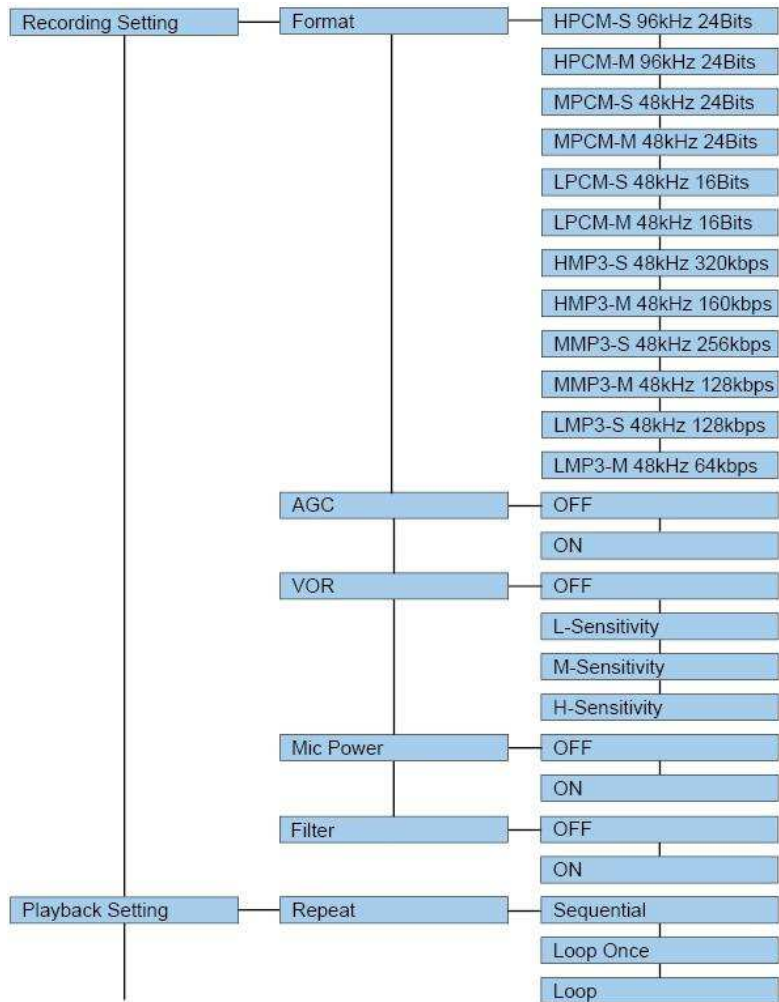 Recording Setting
Format
HPCM-S 96kHz 24Bits
HPCM-M 96kHz 24Bits
MPCM-S 48kHz 24Bits
MPCM-M 48kHz 24Bits
LPCM-S 48kHz 16Bits
LPCM-M 48kHz 16Bits
HMP3-S 48kHz 320kbps
HMP3-M 48kHz 160kbps
MMP3-S 48kHz 256kbps
MMP3-M 48kHz 128kbps
LMP3-S 48kHz 128kbps
LMP3-M 48kHz 64kbps
AGC
OFF
ON
VOR
OFF
L-Sensitivity
M-Sensitivity
H-Sensitivity
Mic Power
OFF
ON
Filter
OFF
ON
Playback Setting
Repeat
Sequential
Loop Once
Loop